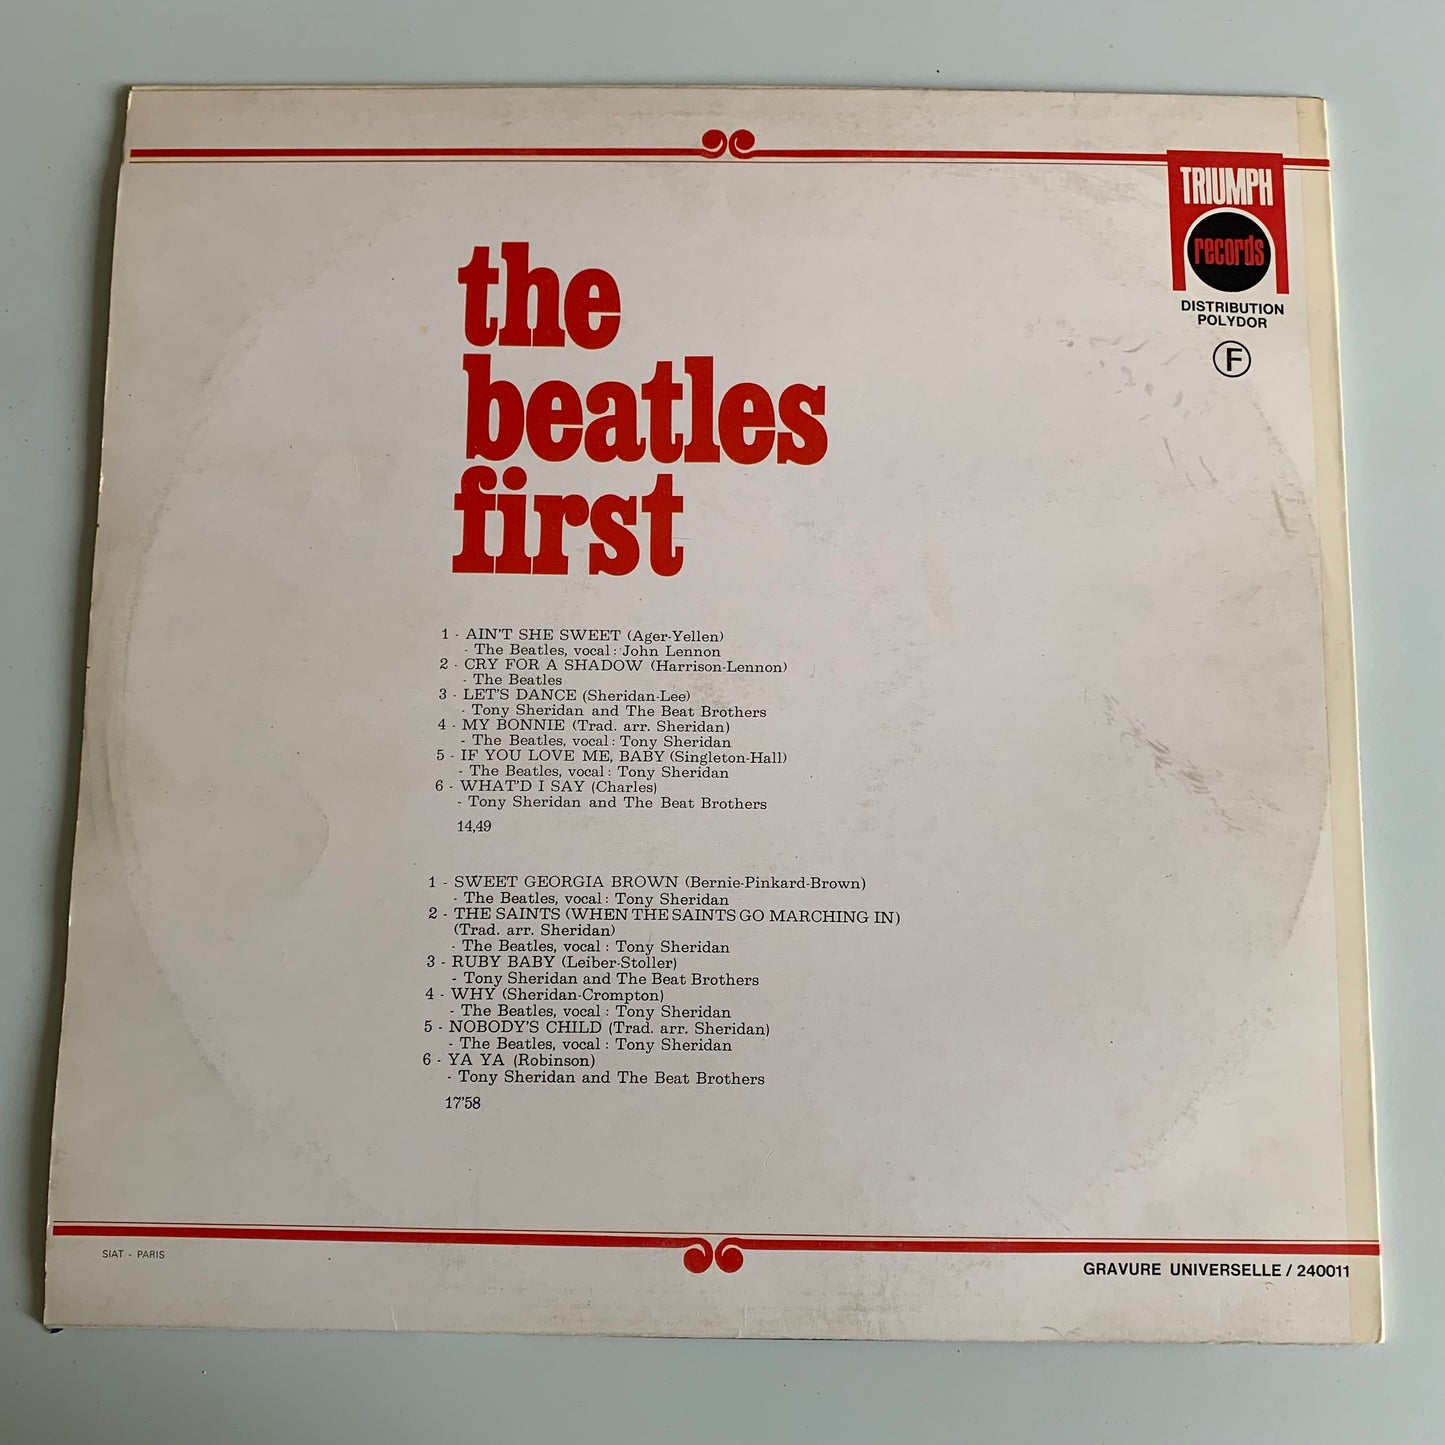 TRIUMPH
records
DISTRIBUTION
POLYDOR
F
the
beatles
first
1 - AIN'T SHE SWEET (Ager-Yellen)
- The Beatles, vocal : John Lennon
2 - CRY FOR A SHADOW (Harrison-Lennon)
- The Beatles
3 - LET'S DANCE (Sheridan-Lee)
- Tony Sheridan and The Beat Brothers
4 - MY BONNIE (Trad. arr. Sheridan)
- The Beatles, vocal : Tony Sheridan
5 - IF YOU LOVE ME, BABY (Singleton-Hall)
- The Beatles, vocal : Tony Sheridan
6 - WHAT'D I SAY (Charles)
- Tony Sheridan and The Beat Brothers
14,49
1 - SWEET GEORGIA BROWN (Bernie-Pinkard-Brown)
- The Beatles, vocal : Tony Sheridan
2 - THE SAINTS (WHEN THE SAINTS GO MARCHING IN)
(Trad. arr. Sheridan)
- The Beatles, vocal : Tony Sheridan
3 - RUBY BABY (Leiber-Stoller)
- Tony Sheridan and The Beat Brothers
4 - WHY (Sheridan-Crompton)
- The Beatles, vocal : Tony Sheridan
5 - NOBODY'S CHILD (Trad. arr. Sheridan)
- The Beatles, vocal : Tony Sheridan
6 - YA YA (Robinson)
- Tony Sheridan and The Beat Brothers
17'58
SIAT - PARIS
GRAVURE UNIVERSELLE / 240011